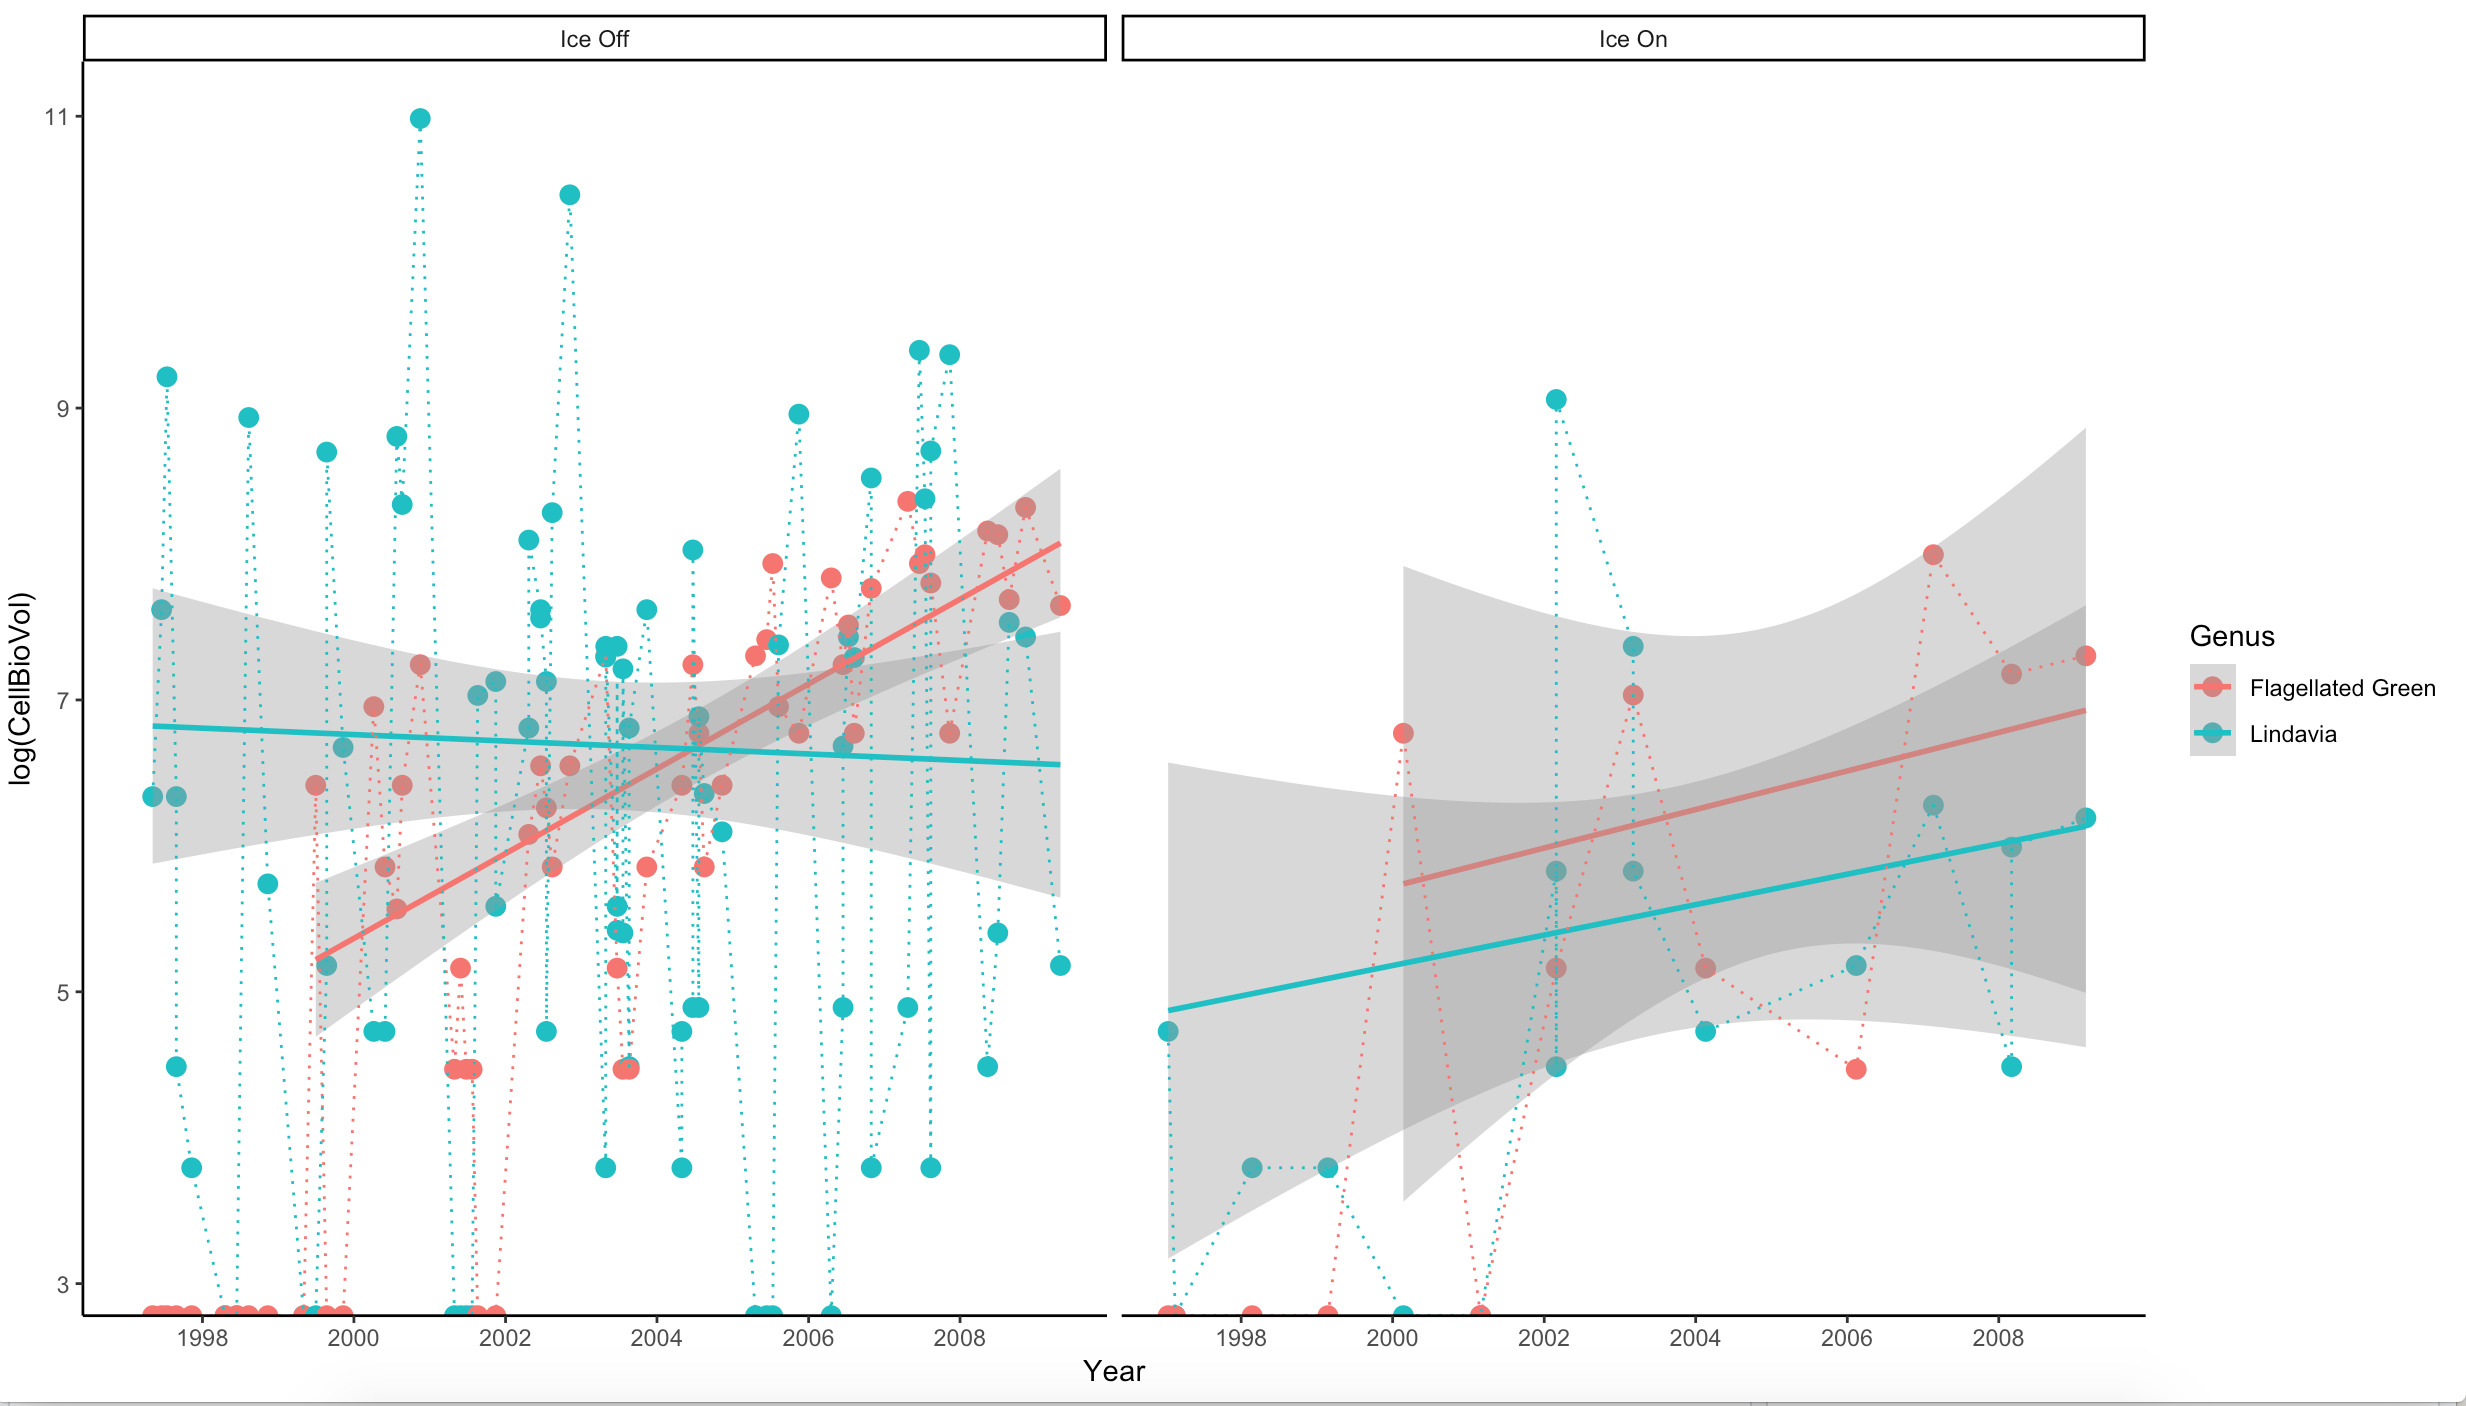 Ice Off
Ice On
11
9
7
5
3
log(CellBioVol)
1998 2000 2002 2004 2006 2008
1998 2000 2002 2004 2006 2008
Year
Genus
Flagellated Green
Lindavia